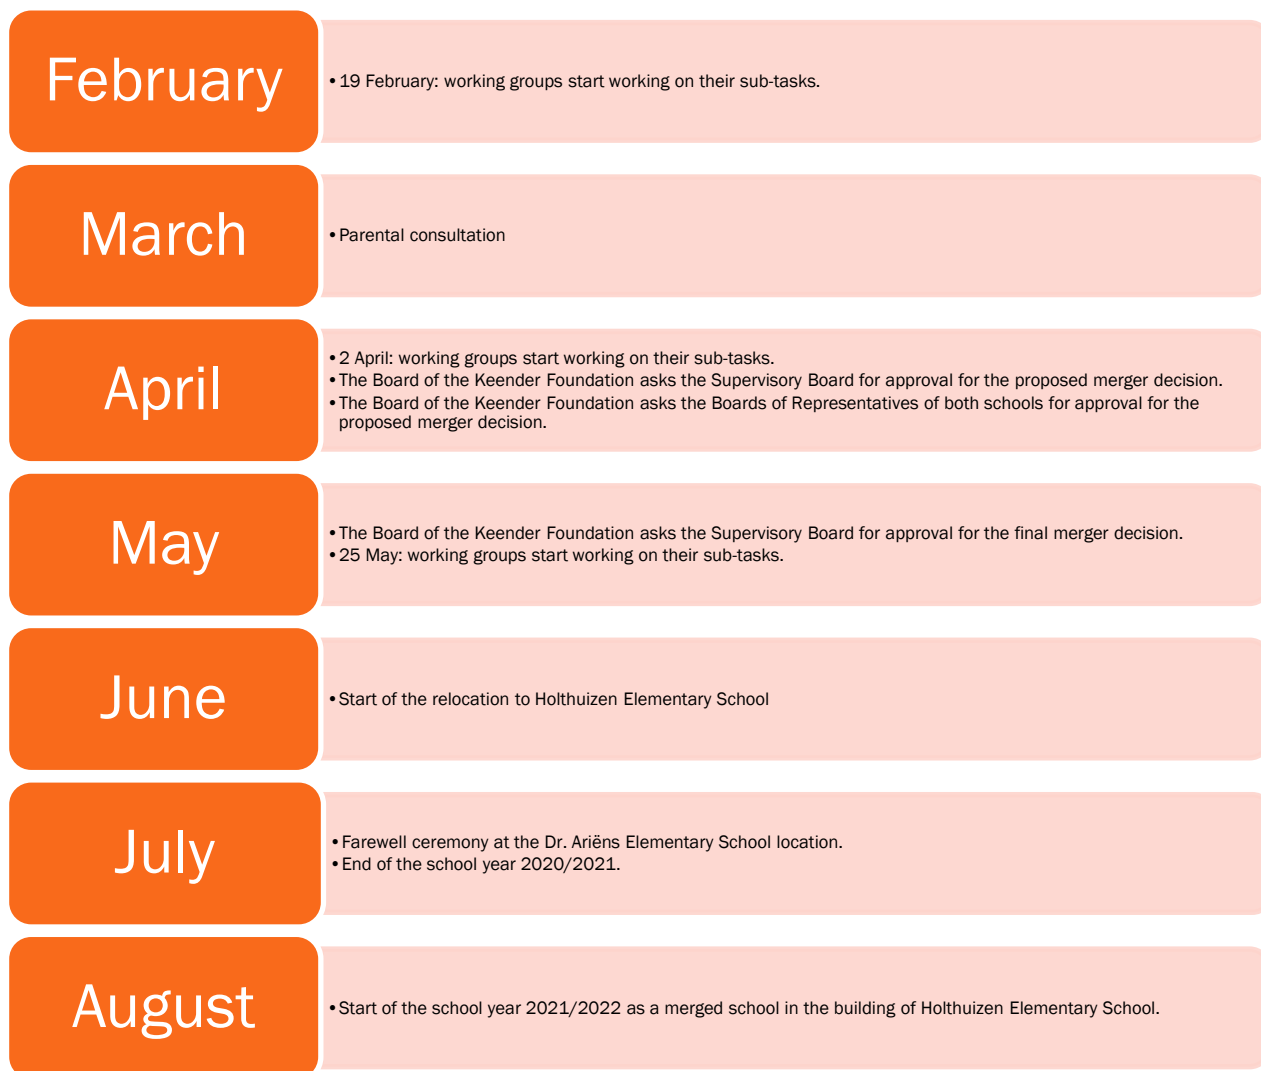 February
• 19 February: working groups start working on their sub-tasks.
March
• Parental consultation
April
• 2 April: working groups start working on their sub-tasks.
• The Board of the Keender Foundation asks the Supervisory Board for approval for the proposed merger decision.
• The Board of the Keender Foundation asks the Boards of Representatives of both schools for approval for the
proposed merger decision.
May
• The Board of the Keender Foundation asks the Supervisory Board for approval for the final merger decision.
• 25 May: working groups start working on their sub-tasks.
June
• Start of the relocation to Holthuizen Elementary School
July
• Farewell ceremony at the Dr. Ariëns Elementary School location.
• End of the school year 2020/2021.
August
• Start of the school year 2021/2022 as a merged school in the building of Holthuizen Elementary School.